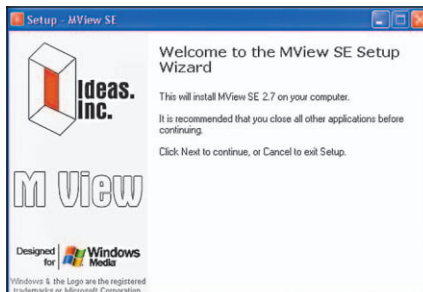 Setup - MView SE
Welcome to the MView SE Setup
Wizard
This will install MView SE 2.7 on your computer.
It is recommended that you close all other applications before
continuing.
Click Next to continue, or Cancel to exit Setup.
Ideas.
Inc.
M View
Designed
for
Windows
Media
Windows & the Logo are the registered
trademarks or Microsoft Corporation.